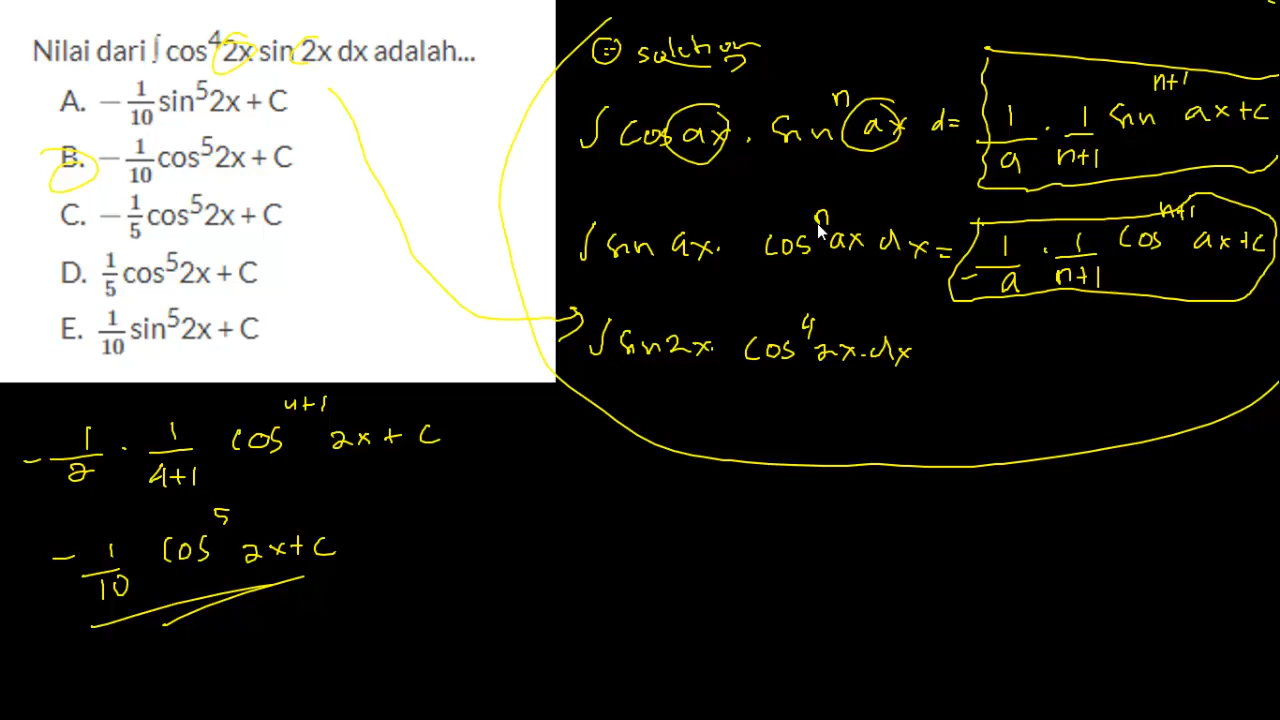 Nilai dari ∫ cos⁴ 2x sin 2x dx adalah...
A. −1/10 sin⁵2x + C
B. −1/10 cos⁵2x + C
C. −1/5 cos⁵2x + C
D. 1/5 cos⁵2x + C
E. 1/10 sin⁵2x + C
solution
∫ cos ax . sinⁿ ax d= 1/a . 1/n+1 sinⁿ⁺¹ ax+c
∫ sin ax. cosⁿ ax dx = −1/a . 1/n+1 cosⁿ⁺¹ ax+c
∫ sin 2x. cos⁴ 2x.dx
−1/2 . 1/4+1 cos⁴⁺¹ 2x + c
−1/10 cos⁵ 2x+c